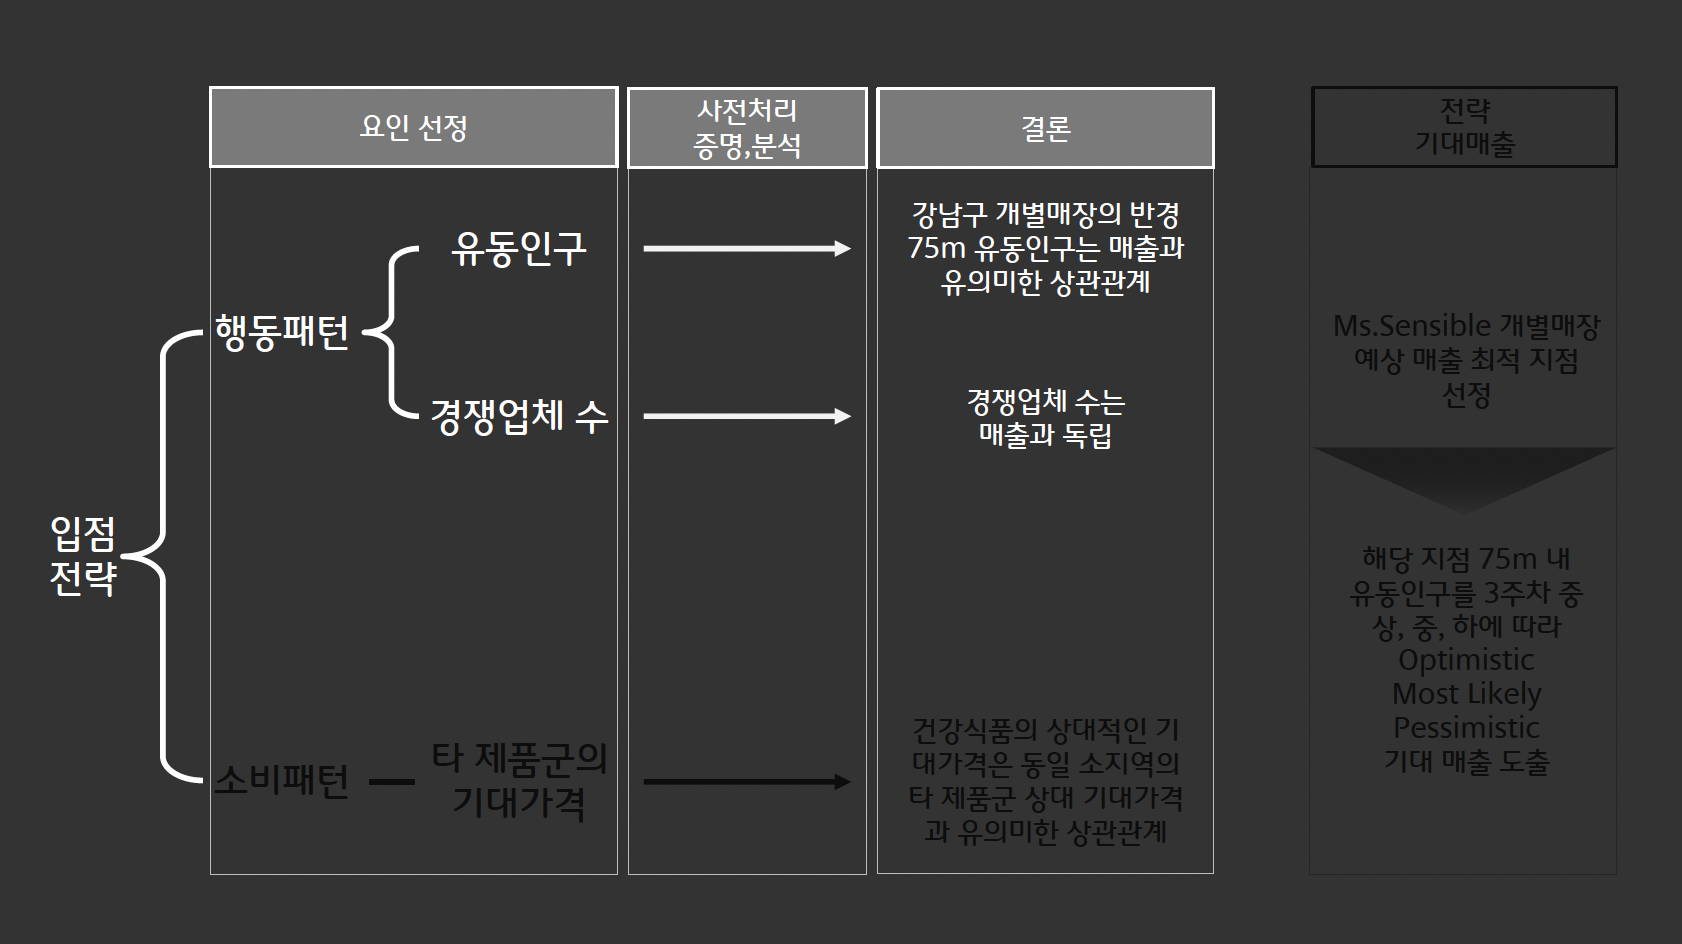 요인 선정
사전처리
증명,분석
결론
전략
기대매출
입점
전략
행동패턴
유동인구
강남구 개별매장의 반경
75m 유동인구는 매출과
유의미한 상관관계
경쟁업체 수
경쟁업체 수는
매출과 독립
소비패턴
타 제품군의
기대가격
건강식품의 상대적인 기
대가격은 동일 소지역의
타 제품군 상대 기대가격
과 유의미한 상관관계
Ms.Sensible 개별매장
예상 매출 최적 지점
선정
해당 지점 75m 내
유동인구를 3주차 중
상, 중, 하에 따라
Optimistic
Most Likely
Pessimistic
기대 매출 도출